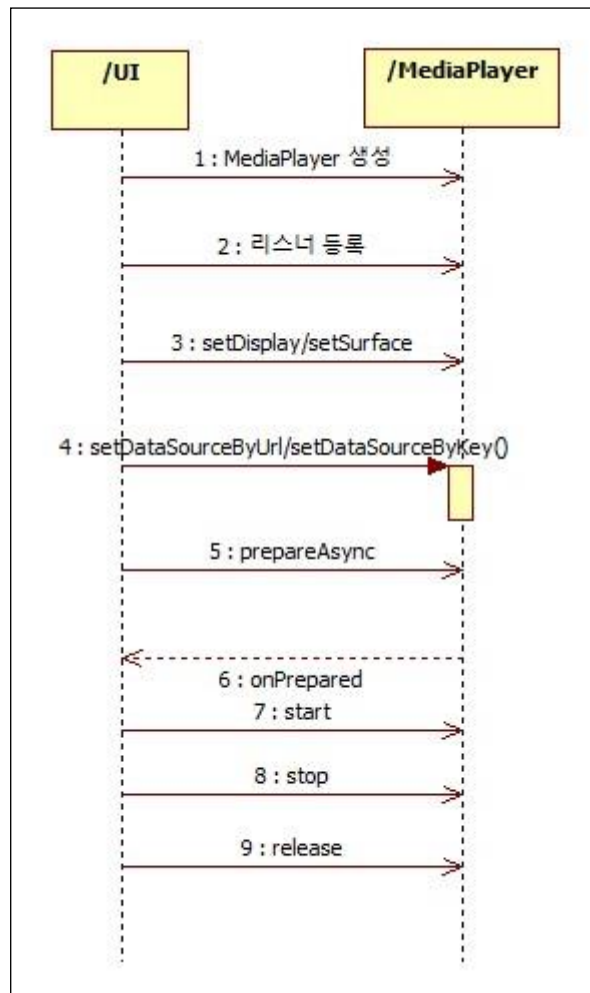 /UI
/MediaPlayer
1 : MediaPlayer 생성
2 : 리스너 등록
3 : setDisplay/setSurface
4 : setDataSourceByUrl/setDataSourceByKey()
5 : prepareAsync
6 : onPrepared
7 : start
8 : stop
9 : release